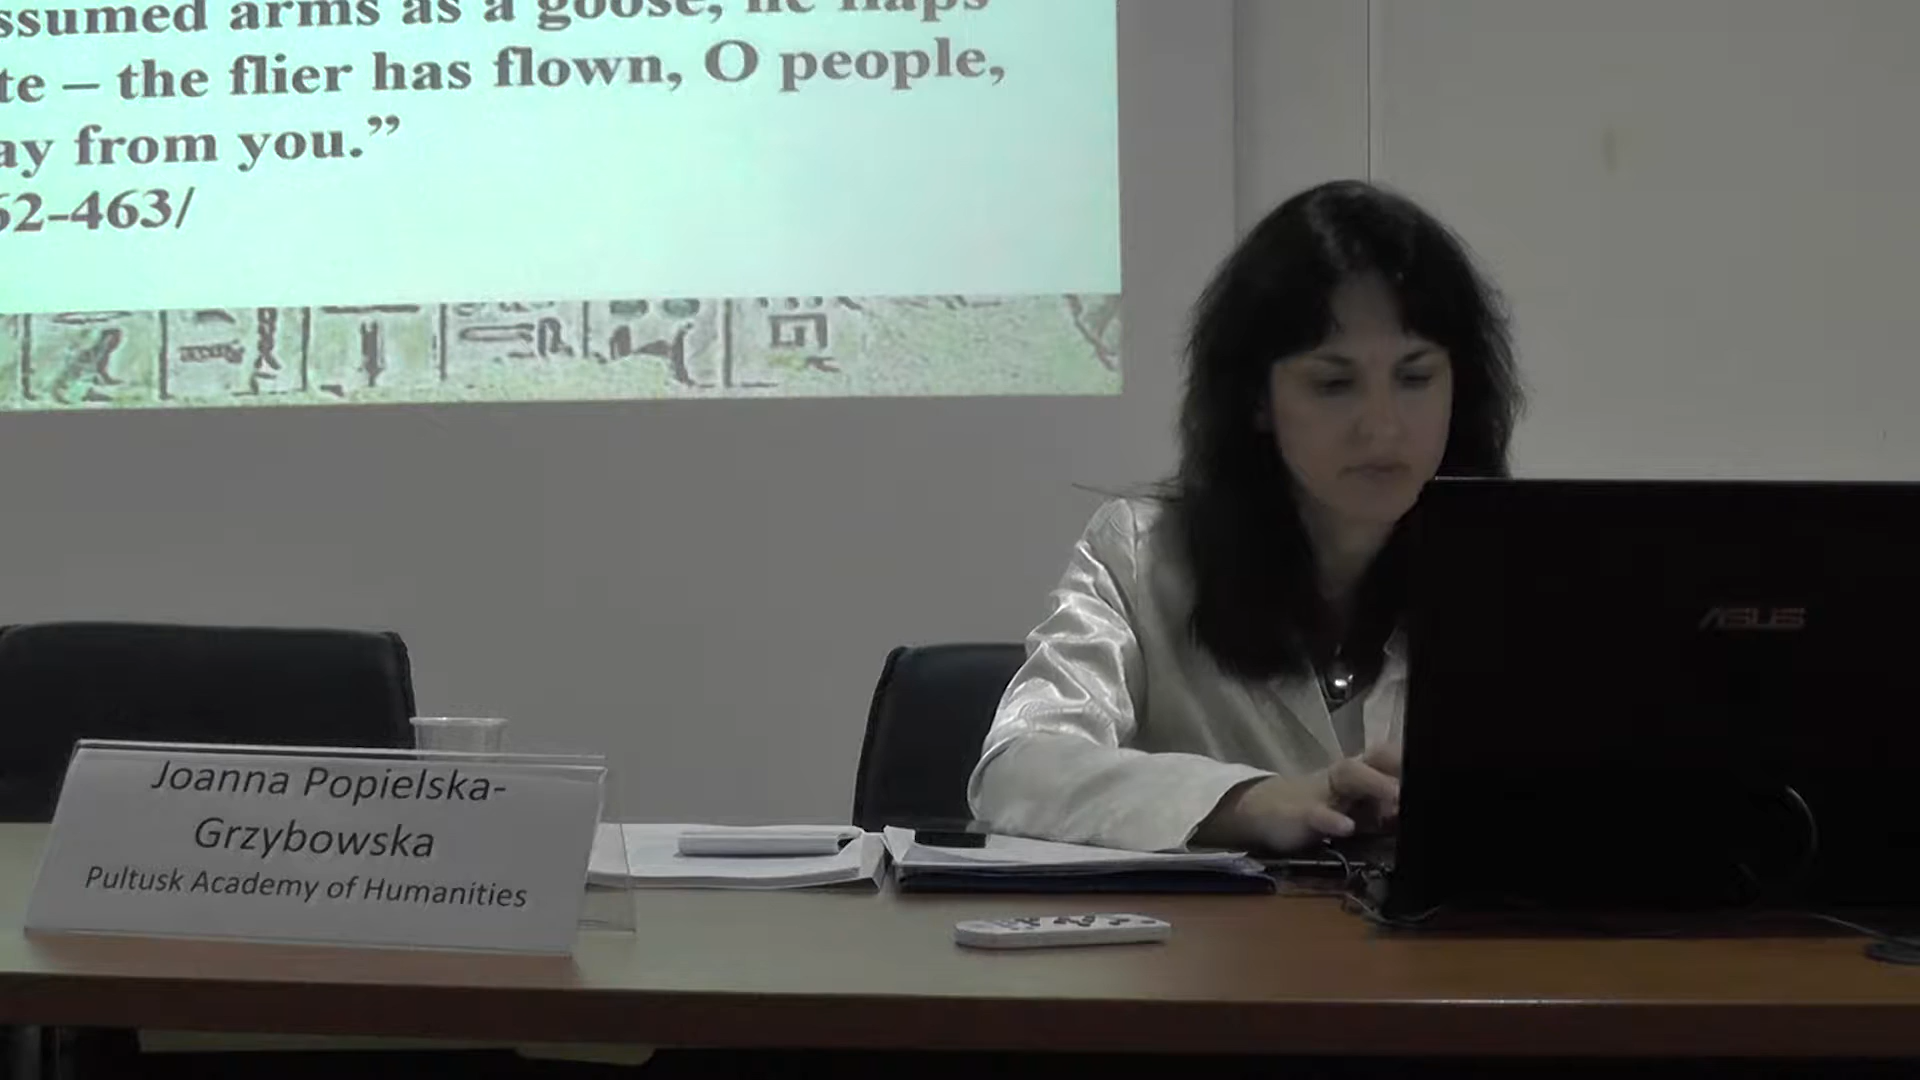 assumed arms as a goose, he flaps
te – the flier has flown, O people,
ay from you.”
62-463/
Joanna Popielska-
Grzybowska
Pultusk Academy of Humanities
ASUS